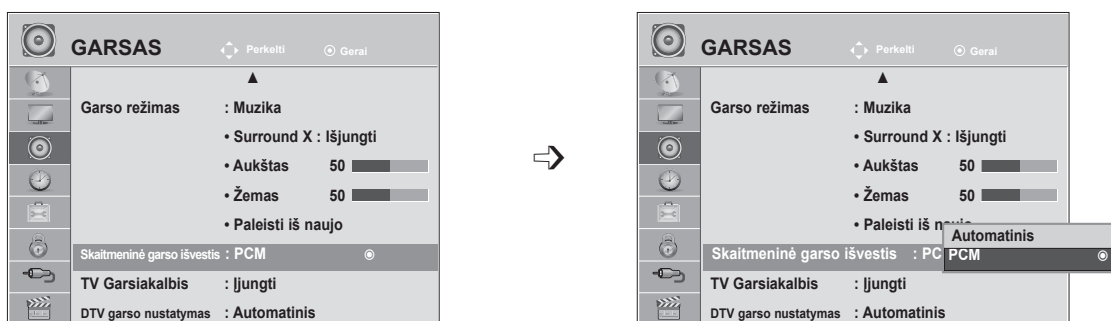 GARSAS Perkelti Gerai
▲
Garso režimas : Muzika
• Surround X : Išjungti
• Aukštas 50
• Žemas 50
• Paleisti iš naujo
Skaitmeninė garso išvestis : PCM
TV Garsiakalbis : Įjungti
DTV garso nustatymas : Automatinis
GARSAS Perkelti Gerai
▲
Garso režimas : Muzika
• Surround X : Išjungti
• Aukštas 50
• Žemas 50
• Paleisti iš naujo
Automatinis
Skaitmeninė garso išvestis : PC PCM
TV Garsiakalbis : Įjungti
DTV garso nustatymas : Automatinis